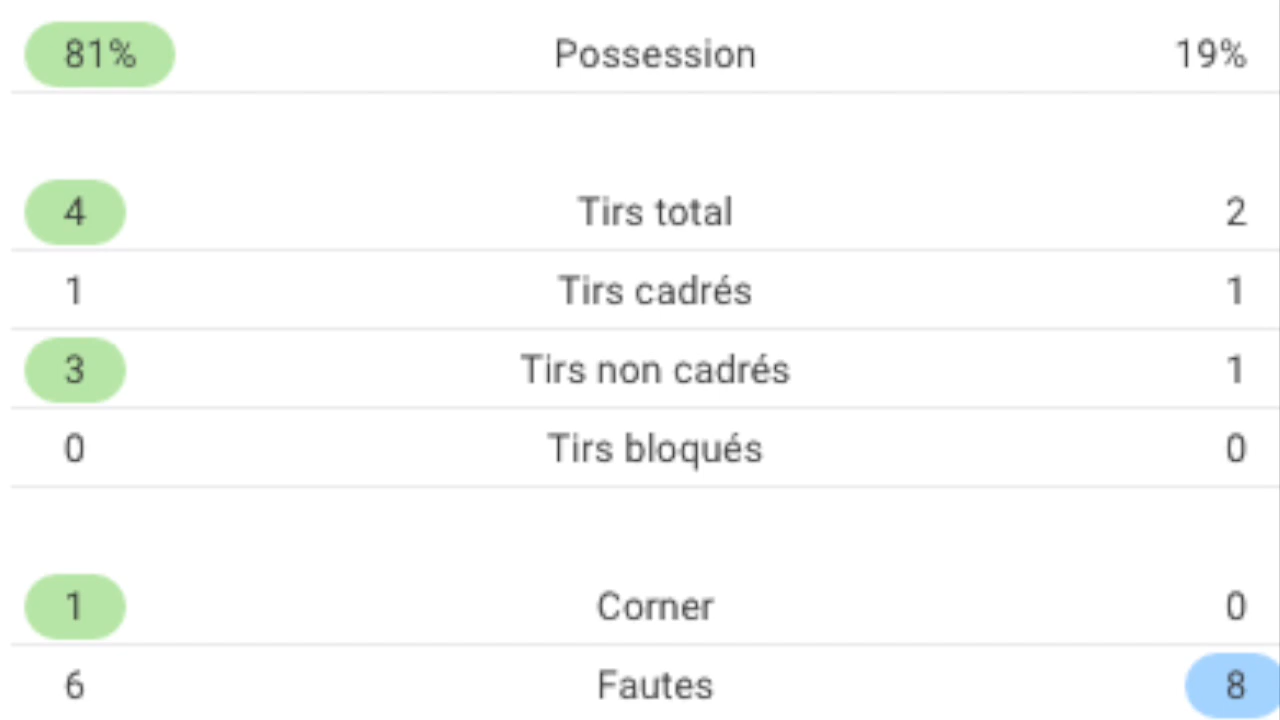 81% Possession 19%
4 Tirs total 2
1 Tirs cadrés 1
3 Tirs non cadrés 1
0 Tirs bloqués 0
1 Corner 0
6 Fautes 8